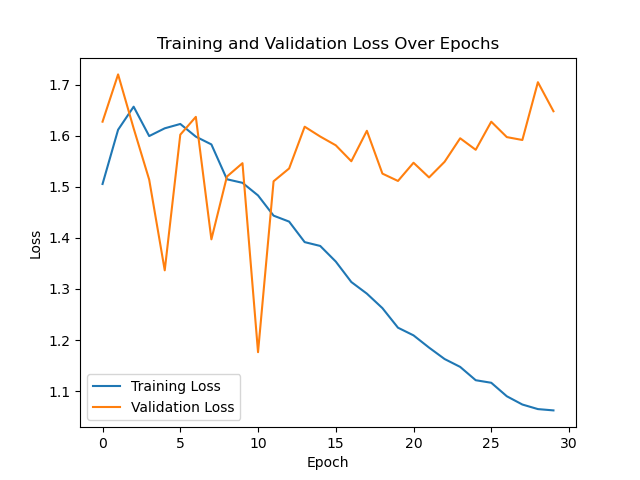 Training and Validation Loss Over Epochs
Loss
1.7
1.6
1.5
1.4
1.3
1.2
1.1
Training Loss
Validation Loss
0
5
10
15
20
25
30
Epoch